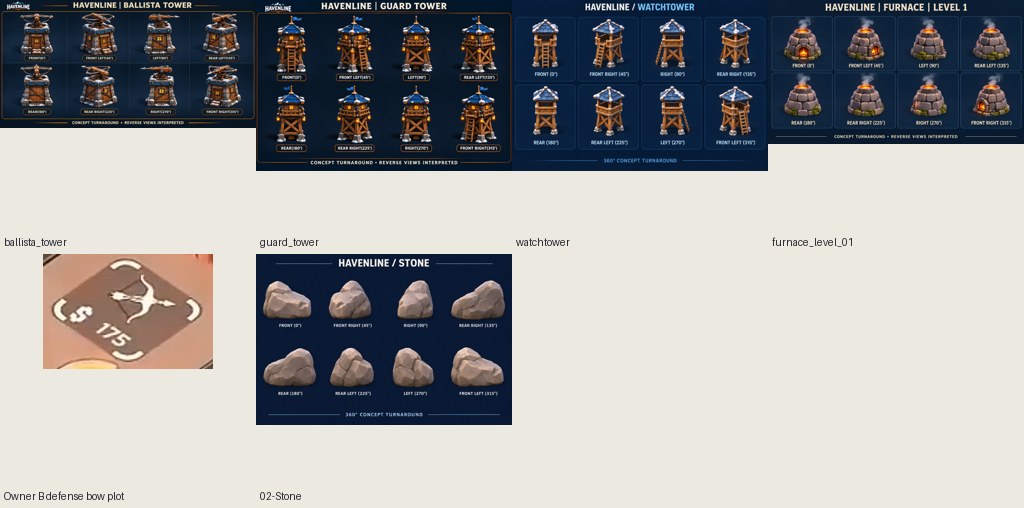 HAVENLINE
HAVENLINE | BALLISTA TOWER
FRONT(0°)
FRONT LEFT(45°)
LEFT(90°)
REAR LEFT(135°)
REAR(180°)
REAR RIGHT(225°)
RIGHT(270°)
FRONT RIGHT(315°)
CONCEPT TURNAROUND • REVERSE VIEWS INTERPRETED
HAVENLINE
HAVENLINE | GUARD TOWER
FRONT(0°)
FRONT LEFT(45°)
LEFT(90°)
REAR LEFT(135°)
REAR(180°)
REAR RIGHT(225°)
RIGHT(270°)
FRONT RIGHT(315°)
CONCEPT TURNAROUND • REVERSE VIEWS INTERPRETED
HAVENLINE / WATCHTOWER
FRONT (0°)
FRONT RIGHT (45°)
RIGHT (90°)
REAR RIGHT (135°)
REAR (180°)
REAR LEFT (225°)
LEFT (270°)
FRONT LEFT (315°)
360° CONCEPT TURNAROUND
HAVENLINE | FURNACE | LEVEL 1
FRONT (0°)
FRONT LEFT (45°)
LEFT (90°)
REAR LEFT (135°)
REAR (180°)
REAR RIGHT (225°)
RIGHT (270°)
FRONT RIGHT (315°)
CONCEPT TURNAROUND • REVERSE VIEWS INTERPRETED
ballista_tower
guard_tower
watchtower
furnace_level_01
$ 175
HAVENLINE / STONE
FRONT (0°)
FRONT RIGHT (45°)
RIGHT (90°)
REAR RIGHT (135°)
REAR (180°)
REAR LEFT (225°)
LEFT (270°)
FRONT LEFT (315°)
360° CONCEPT TURNAROUND
Owner B defense bow plot
02-Stone